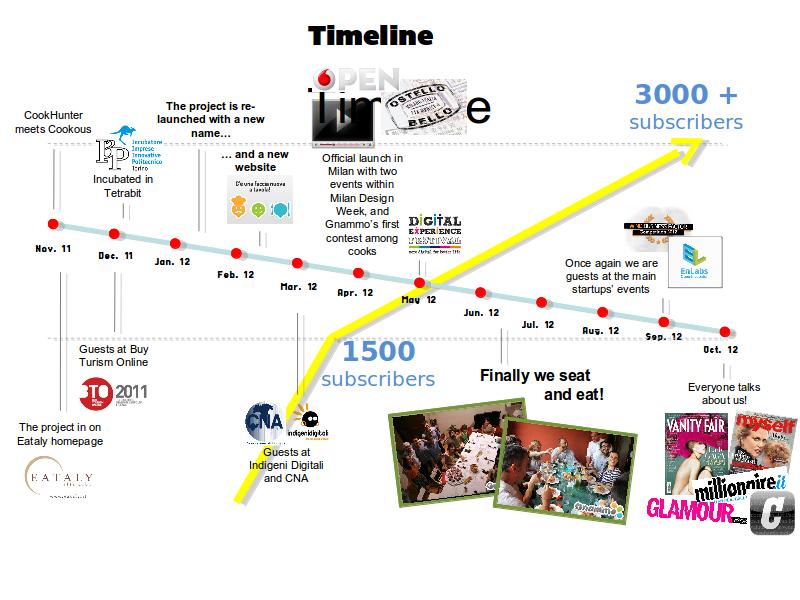 Timeline
OPEN
OSTELLO
BELLO
3000 +
subscribers
CookHunter
meets Cookous
The project is re-
launched with a new
name...
Incubatore
Imprese
Innovative
Politecnico
Torino
Incubated in
Tetrabit
... and a new
website
Official launch in
Milan with two
events within
Milan Design
Week, and
Gnammo's first
contest among
cooks
DIGITAL
EXPERIENCE
FESTIVAL
Once again we are
guests at the main
startups' events
EnLabs
Nov. 11
Dec. 11
Jan. 12
Feb. 12
Mar. 12
Apr. 12
May 12
Jun. 12
Jul. 12
Aug. 12
Sep. 12
Oct. 12
1500
subscribers
Guests at Buy
Turism Online
BTO 2011
The project in on
Eataly homepage
EATALY
CNA
indigenidigitali
Guests at
Indigeni Digitali
and CNA
Finally we seat
and eat!
gnammo
Everyone talks
about us!
VANITY FAIR
myself
millionaire.it
GLAMOUR
C